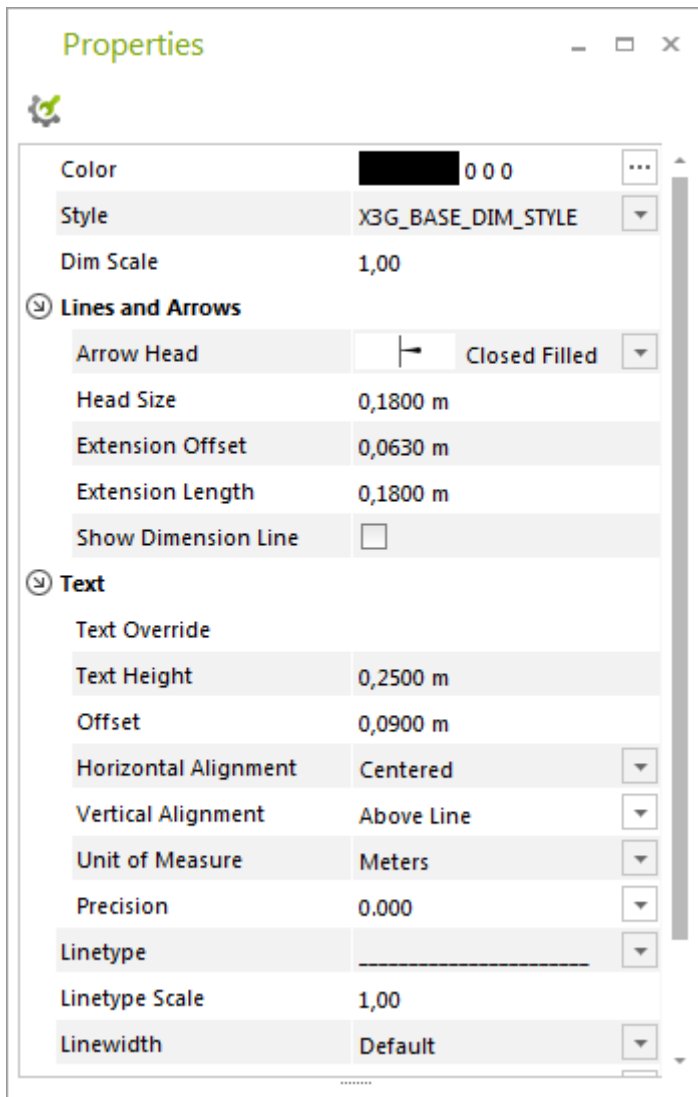 Properties
Color 0 0 0 ...
Style X3G_BASE_DIM_STYLE
Dim Scale 1,00
Lines and Arrows
Arrow Head Closed Filled
Head Size 0,1800 m
Extension Offset 0,0630 m
Extension Length 0,1800 m
Show Dimension Line
Text
Text Override
Text Height 0,2500 m
Offset 0,0900 m
Horizontal Alignment Centered
Vertical Alignment Above Line
Unit of Measure Meters
Precision 0.000
Linetype _______________________
Linetype Scale 1,00
Linewidth Default